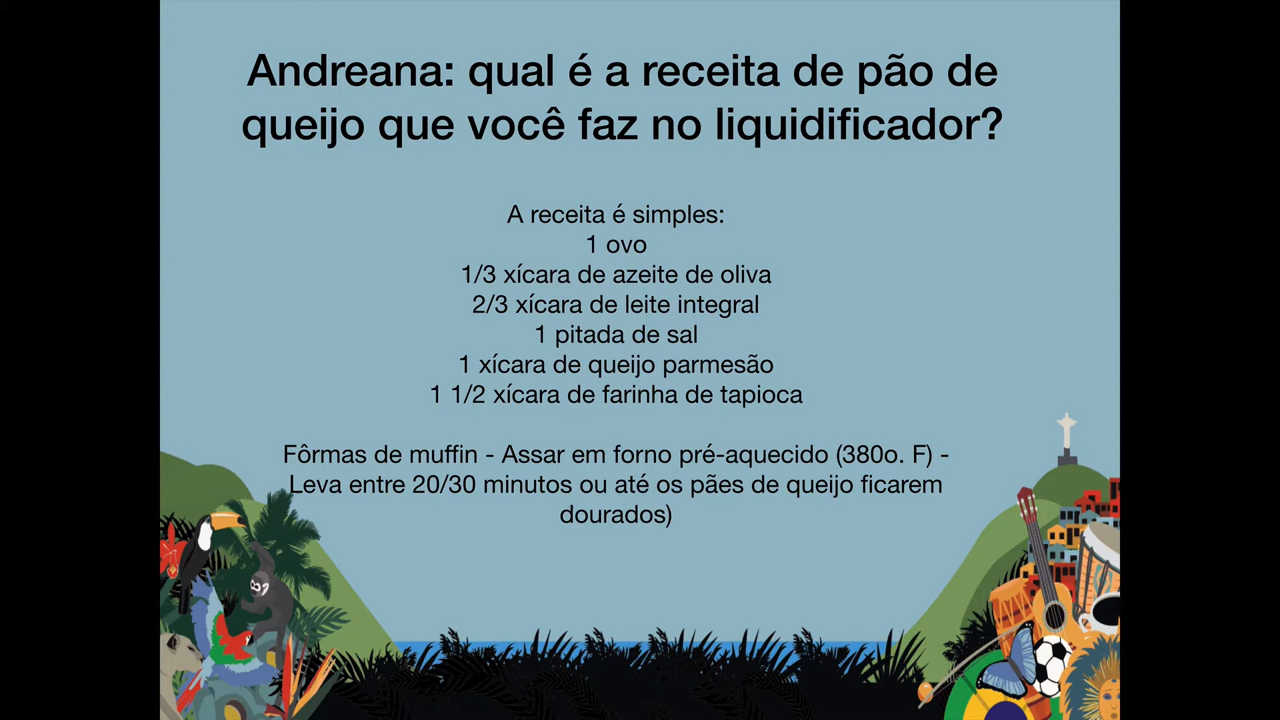 Andreana: qual é a receita de pão de
queijo que você faz no liquidificador?
A receita é simples:
1 ovo
1/3 xícara de azeite de oliva
2/3 xícara de leite integral
1 pitada de sal
1 xícara de queijo parmesão
1 1/2 xícara de farinha de tapioca
Fôrmas de muffin - Assar em forno pré-aquecido (380o. F) -
Leva entre 20/30 minutos ou até os pães de queijo ficarem
dourados)